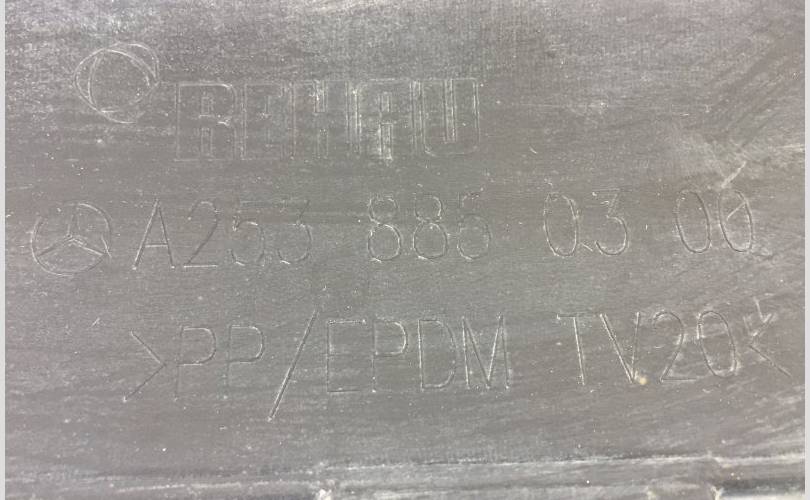 REHAU
A253 885 03 00
>PP/EPDM TV20<